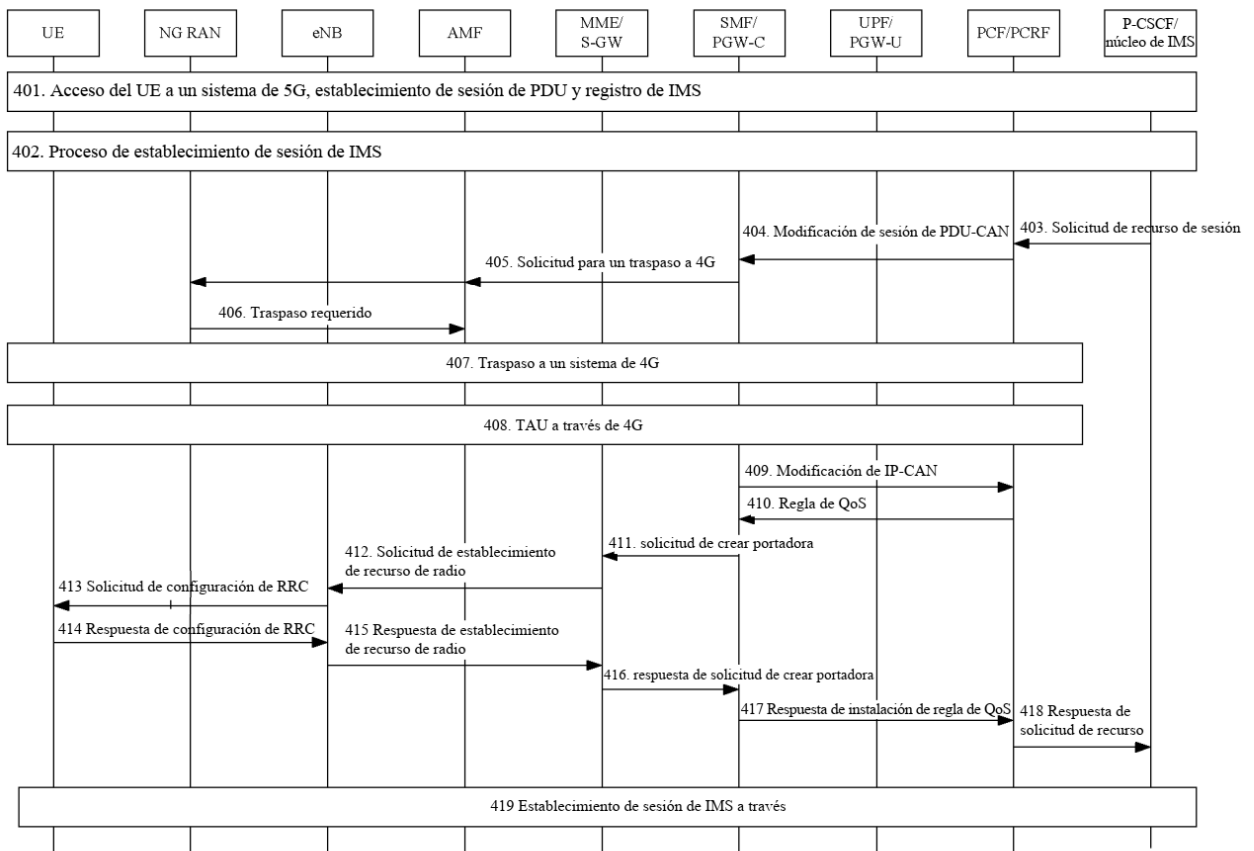 UE
NG RAN
eNB
AMF
MME/
S-GW
SMF/
PGW-C
UPF/
PGW-U
PCF/PCRF
P-CSCF/
núcleo de IMS
401. Acceso del UE a un sistema de 5G, establecimiento de sesión de PDU y registro de IMS
402. Proceso de establecimiento de sesión de IMS
403. Solicitud de recurso de sesión
404. Modificación de sesión de PDU-CAN
405. Solicitud para un traspaso a 4G
406. Traspaso requerido
407. Traspaso a un sistema de 4G
408. TAU a través de 4G
409. Modificación de IP-CAN
410. Regla de QoS
411. solicitud de crear portadora
412. Solicitud de establecimiento
de recurso de radio
413 Solicitud de configuración de RRC
414 Respuesta de configuración de RRC
415 Respuesta de establecimiento
de recurso de radio
416. respuesta de solicitud de crear portadora
417 Respuesta de instalación de regla de QoS
418 Respuesta de
solicitud de recurso
419 Establecimiento de sesión de IMS a través